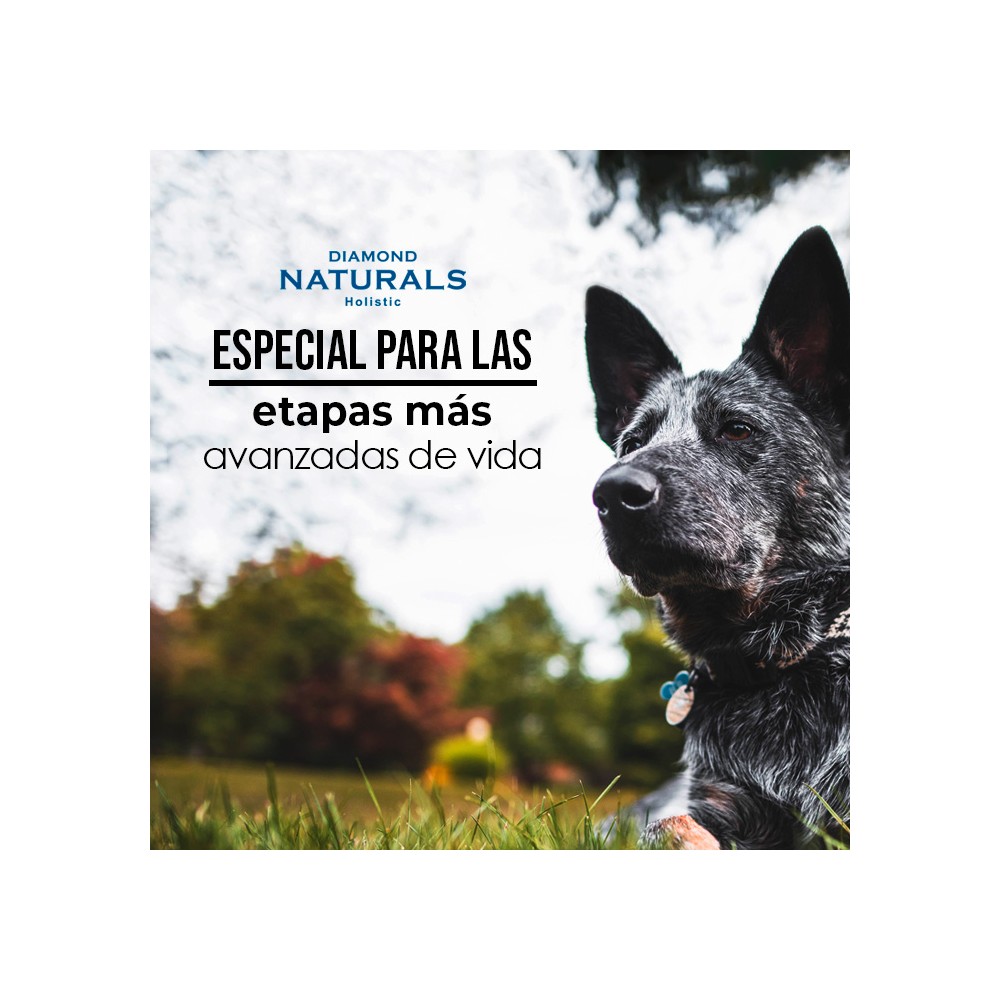 DIAMOND
NATURALS
Holistic
ESPECIAL PARA LAS
etapas más
avanzadas de vida